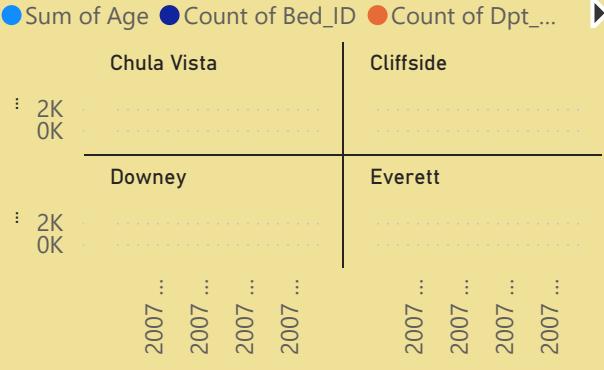 Sum of Age Count of Bed_ID Count of Dpt_...
Chula Vista Cliffside
... 2K
0K
Downey Everett
... 2K
0K
2007 ... 2007 ... 2007 ... 2007 ... 2007 ... 2007 ... 2007 ... 2007 ...